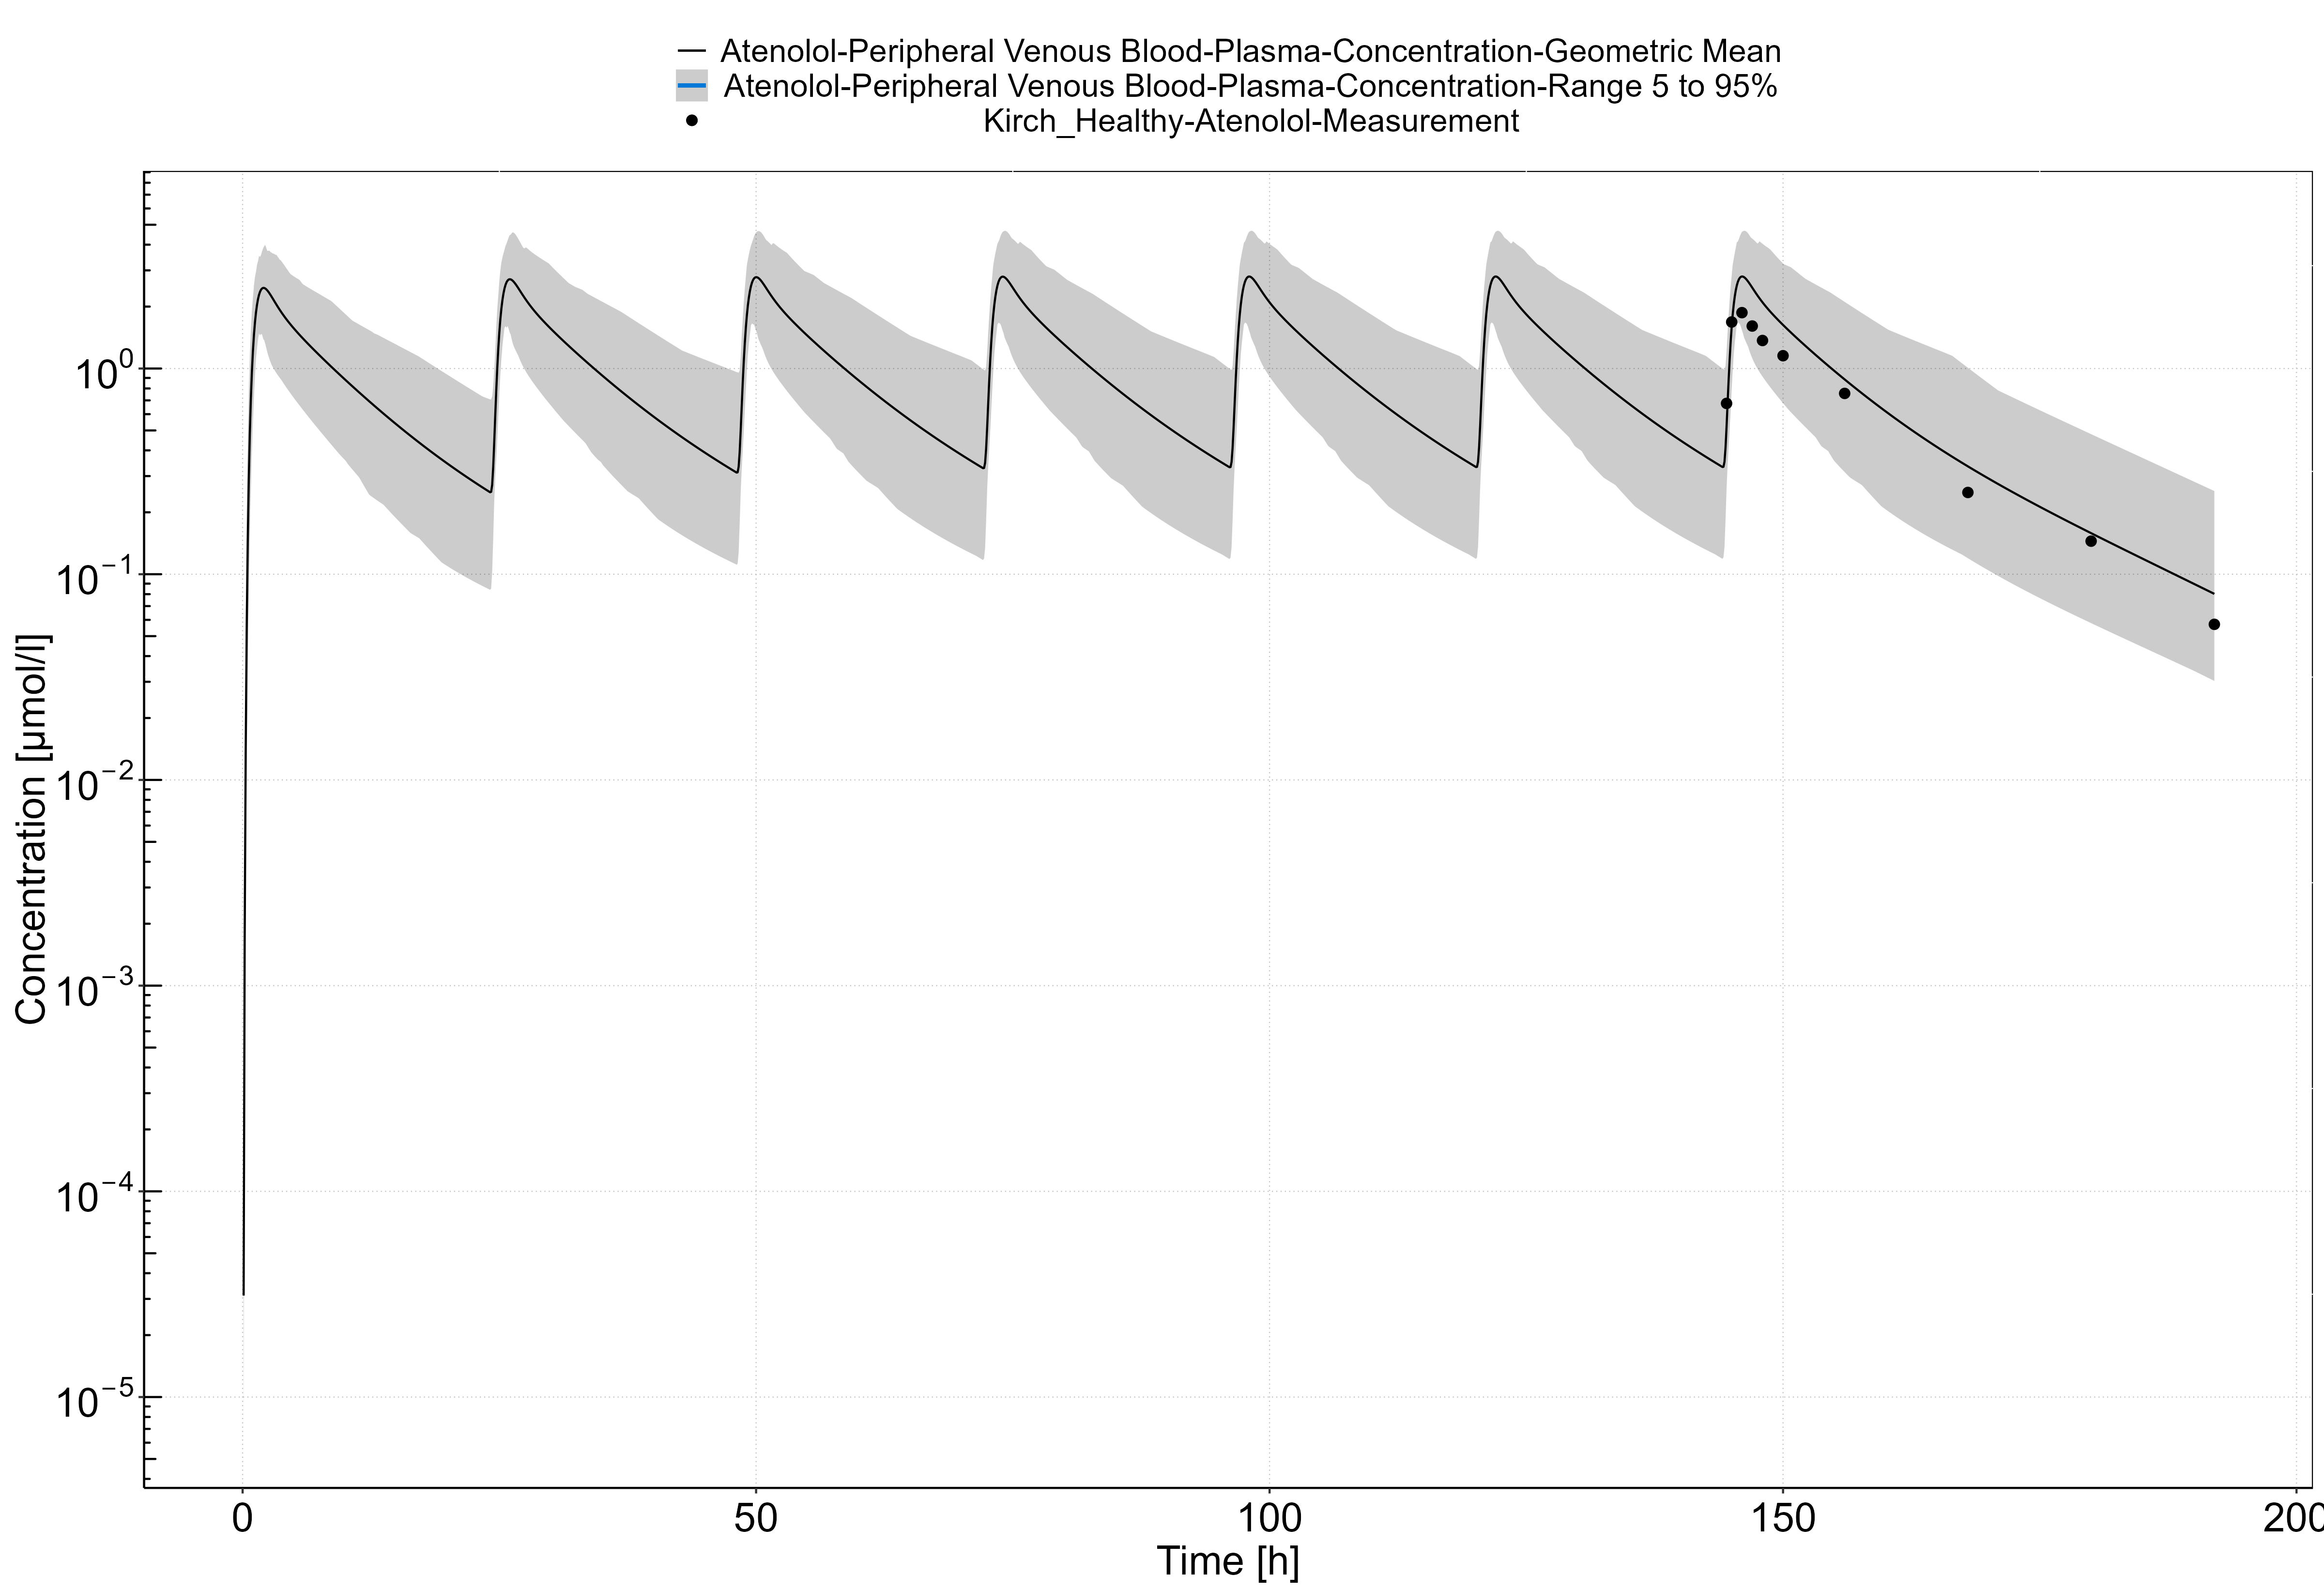 Atenolol-Peripheral Venous Blood-Plasma-Concentration-Geometric Mean
Atenolol-Peripheral Venous Blood-Plasma-Concentration-Range 5 to 95%
Kirch_Healthy-Atenolol-Measurement
Concentration [µmol/l]
10⁰
10⁻¹
10⁻²
10⁻³
10⁻⁴
10⁻⁵
0 50 100 150 200
Time [h]